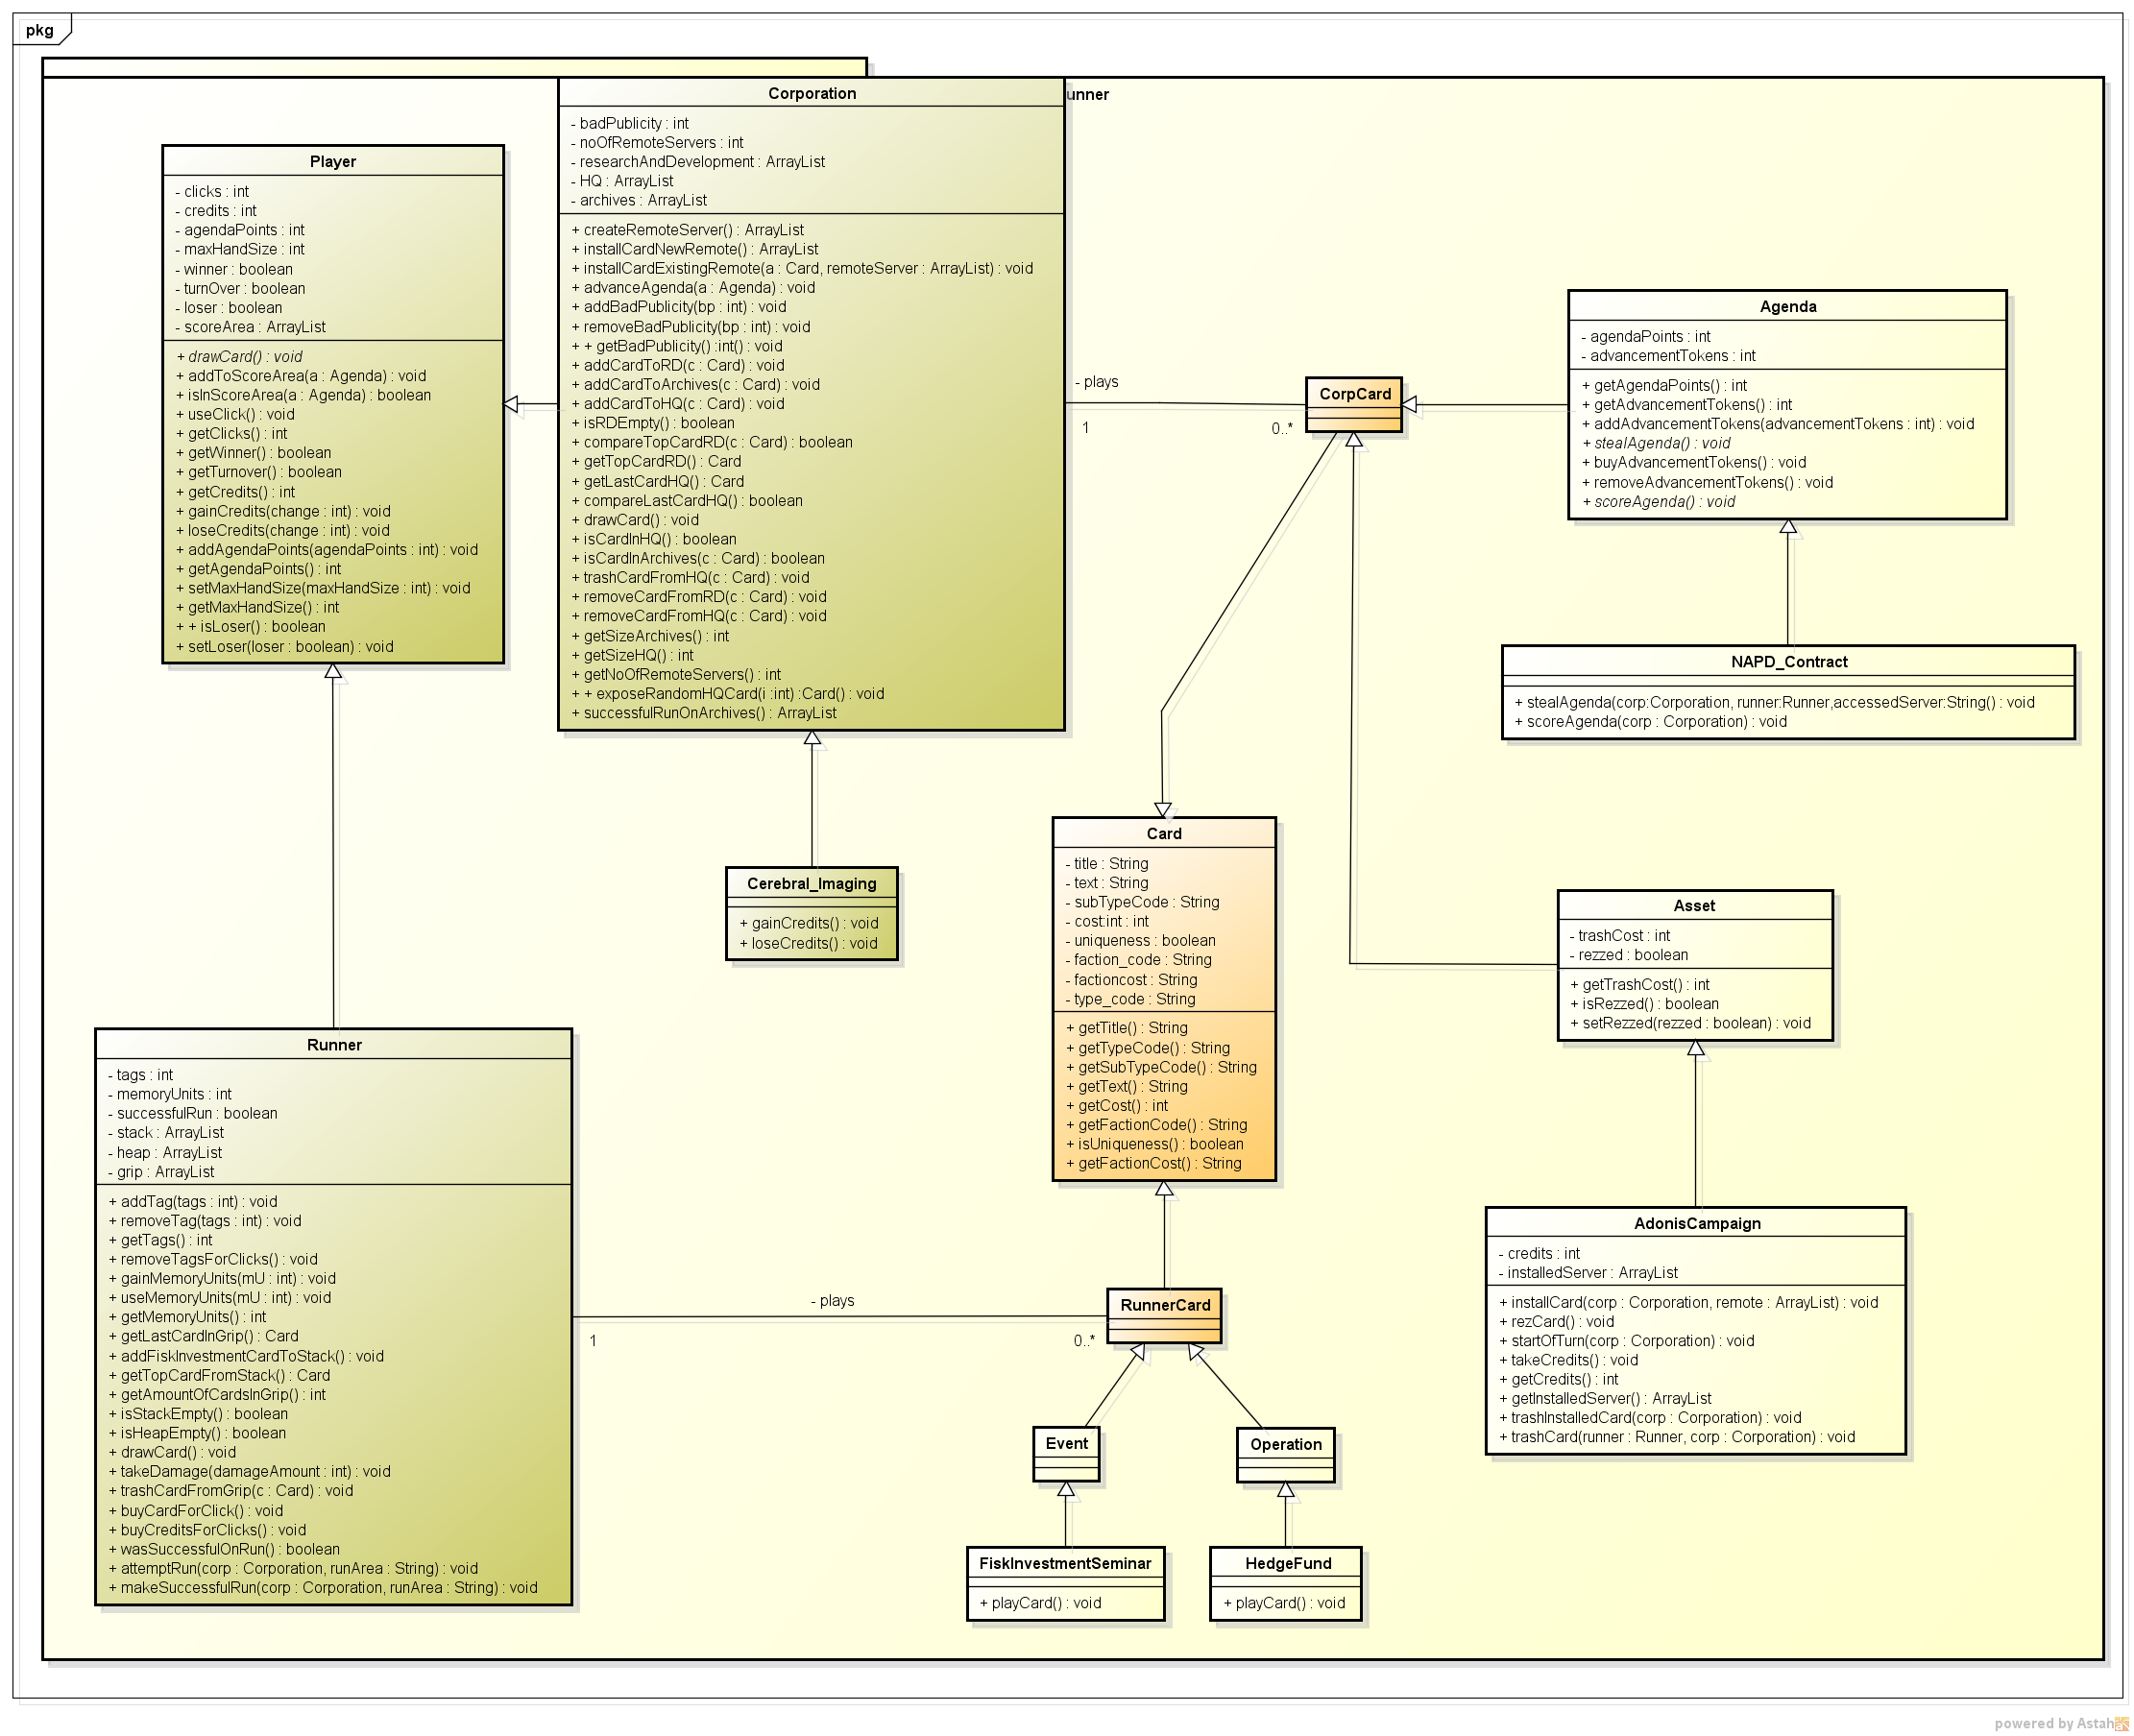 pkg
unner
Corporation
- badPublicity : int
- noOfRemoteServers : int
- researchAndDevelopment : ArrayList
- HQ : ArrayList
- archives : ArrayList
+ createRemoteServer() : ArrayList
+ installCardNewRemote() : ArrayList
+ installCardExistingRemote(a : Card, remoteServer : ArrayList) : void
+ advanceAgenda(a : Agenda) : void
+ addBadPublicity(bp : int) : void
+ removeBadPublicity(bp : int) : void
+ + getBadPublicity() :int() : void
+ addCardToRD(c : Card) : void
+ addCardToArchives(c : Card) : void
+ addCardToHQ(c : Card) : void
+ isRDEmpty() : boolean
+ compareTopCardRD(c : Card) : boolean
+ getTopCardRD() : Card
+ getLastCardHQ() : Card
+ compareLastCardHQ() : boolean
+ drawCard() : void
+ isCardInHQ() : boolean
+ isCardInArchives(c : Card) : boolean
+ trashCardFromHQ(c : Card) : void
+ removeCardFromRD(c : Card) : void
+ removeCardFromHQ(c : Card) : void
+ getSizeArchives() : int
+ getSizeHQ() : int
+ getNoOfRemoteServers() : int
+ + exposeRandomHQCard(i :int) :Card() : void
+ successfulRunOnArchives() : ArrayList
Player
- clicks : int
- credits : int
- agendaPoints : int
- maxHandSize : int
- winner : boolean
- turnOver : boolean
- loser : boolean
- scoreArea : ArrayList
+ drawCard() : void
+ addToScoreArea(a : Agenda) : void
+ isInScoreArea(a : Agenda) : boolean
+ useClick() : void
+ getClicks() : int
+ getWinner() : boolean
+ getTurnover() : boolean
+ getCredits() : int
+ gainCredits(change : int) : void
+ loseCredits(change : int) : void
+ addAgendaPoints(agendaPoints : int) : void
+ getAgendaPoints() : int
+ setMaxHandSize(maxHandSize : int) : void
+ getMaxHandSize() : int
+ + isLoser() : boolean
+ setLoser(loser : boolean) : void
- plays
1
0..*
CorpCard
Agenda
- agendaPoints : int
- advancementTokens : int
+ getAgendaPoints() : int
+ getAdvancementTokens() : int
+ addAdvancementTokens(advancementTokens : int) : void
+ stealAgenda() : void
+ buyAdvancementTokens() : void
+ removeAdvancementTokens() : void
+ scoreAgenda() : void
NAPD_Contract
+ stealAgenda(corp:Corporation, runner:Runner,accessedServer:String() : void
+ scoreAgenda(corp : Corporation) : void
Cerebral_Imaging
+ gainCredits() : void
+ loseCredits() : void
Card
- title : String
- text : String
- subTypeCode : String
- cost:int : int
- uniqueness : boolean
- faction_code : String
- factioncost : String
- type_code : String
+ getTitle() : String
+ getTypeCode() : String
+ getSubTypeCode() : String
+ getText() : String
+ getCost() : int
+ getFactionCode() : String
+ isUniqueness() : boolean
+ getFactionCost() : String
Asset
- trashCost : int
- rezzed : boolean
+ getTrashCost() : int
+ isRezzed() : boolean
+ setRezzed(rezzed : boolean) : void
Runner
- tags : int
- memoryUnits : int
- successfulRun : boolean
- stack : ArrayList
- heap : ArrayList
- grip : ArrayList
+ addTag(tags : int) : void
+ removeTag(tags : int) : void
+ getTags() : int
+ removeTagsForClicks() : void
+ gainMemoryUnits(mU : int) : void
+ useMemoryUnits(mU : int) : void
+ getMemoryUnits() : int
+ getLastCardInGrip() : Card
+ addFiskInvestmentCardToStack() : void
+ getTopCardFromStack() : Card
+ getAmountOfCardsInGrip() : int
+ isStackEmpty() : boolean
+ isHeapEmpty() : boolean
+ drawCard() : void
+ takeDamage(damageAmount : int) : void
+ trashCardFromGrip(c : Card) : void
+ buyCardForClick() : void
+ buyCreditsForClicks() : void
+ wasSuccessfulOnRun() : boolean
+ attemptRun(corp : Corporation, runArea : String) : void
+ makeSuccessfulRun(corp : Corporation, runArea : String) : void
AdonisCampaign
- credits : int
- installedServer : ArrayList
+ installCard(corp : Corporation, remote : ArrayList) : void
+ rezCard() : void
+ startOfTurn(corp : Corporation) : void
+ takeCredits() : void
+ getCredits() : int
+ getInstalledServer() : ArrayList
+ trashInstalledCard(corp : Corporation) : void
+ trashCard(runner : Runner, corp : Corporation) : void
- plays
1
0..*
RunnerCard
Event
Operation
FiskInvestmentSeminar
+ playCard() : void
HedgeFund
+ playCard() : void
powered by Astah